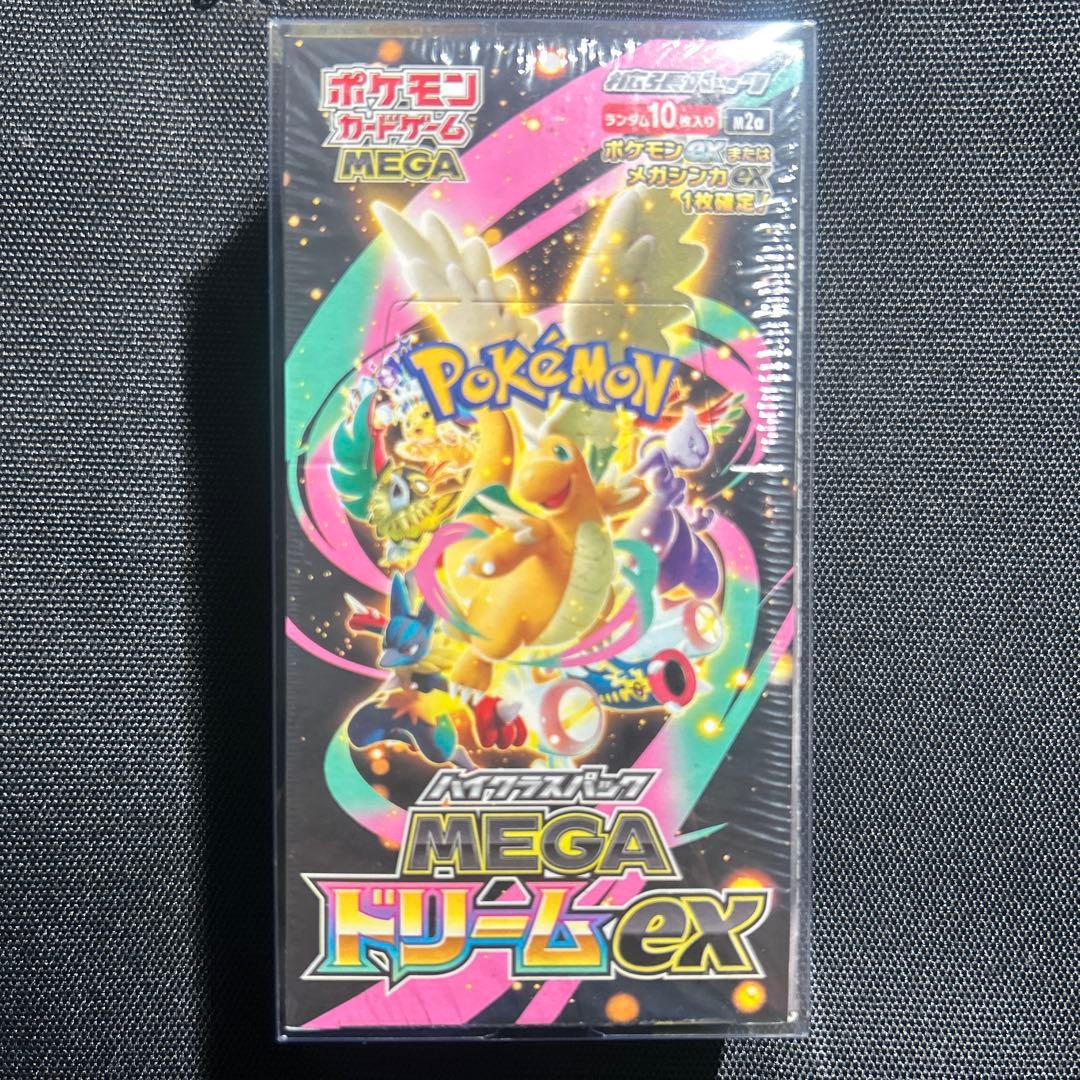 ポケモン
カードゲーム
MEGA
拡張パック
ランダム10枚入り M2a
ポケモンexまたは
メガシンカex
1枚確定!
POKéMON
ハイクラスパック
MEGA
ドリームex